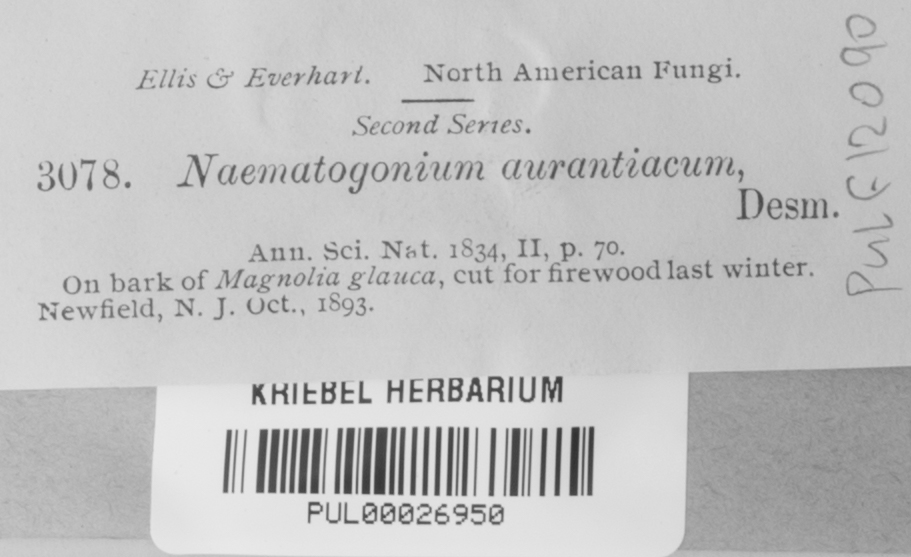 Ellis & Everhart. North American Fungi.
Second Series.
3078. Naematogonium aurantiacum,
Desm.
Ann. Sci. Nat. 1834, II, p. 70.
On bark of Magnolia glauca, cut for firewood last winter.
Newfield, N. J. Oct., 1893.
PUL F12090
KRIEBEL HERBARIUM
PUL00026950